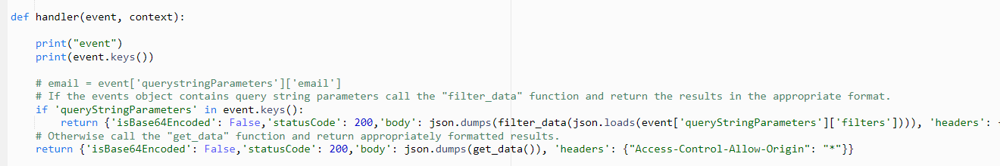 def handler(event, context):
print("event")
print(event.keys())
# email = event['querystringParameters']['email']
# If the events object contains query string parameters call the "filter_data" function and return the results in the appropriate format.
if 'queryStringParameters' in event.keys():
return {'isBase64Encoded': False,'statusCode': 200,'body': json.dumps(filter_data(json.loads(event['queryStringParameters']['filters']))), 'headers':
# Otherwise call the "get_data" function and return appropriately formatted results.
return {'isBase64Encoded': False,'statusCode': 200,'body': json.dumps(get_data()), 'headers': {"Access-Control-Allow-Origin": "*"}}